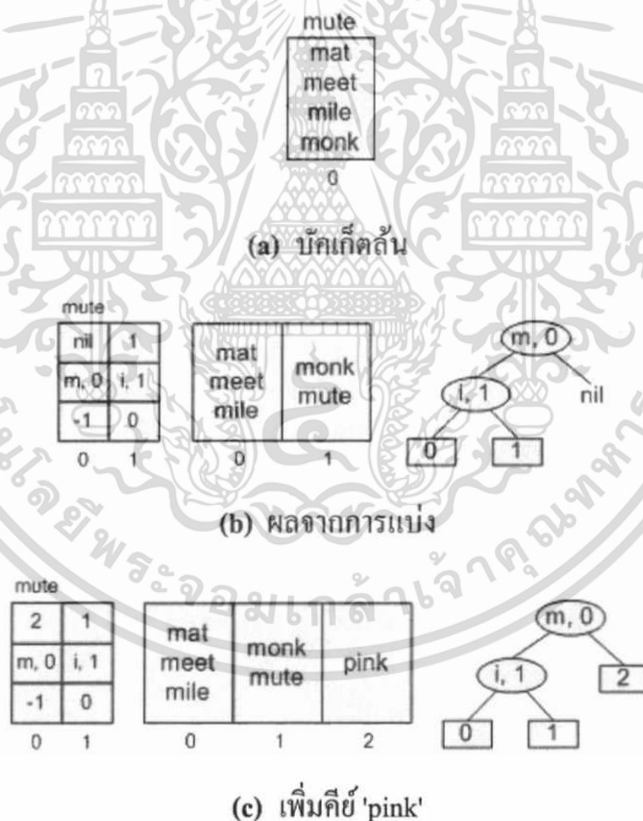 mute
mat
meet
mile
monk
0
(a) บัคเก็ตล้น
mute
nil 1
m, 0 i, 1
-1 0
0 1
mat
meet
mile
monk
mute
0 1
m, 0
i, 1 nil
0 1
(b) ผลจากการแบ่ง
mute
2 1
m, 0 i, 1
-1 0
0 1
mat
meet
mile
monk
mute
pink
0 1 2
m, 0
i, 1 2
0 1
(c) เพิ่มคีย์ 'pink'